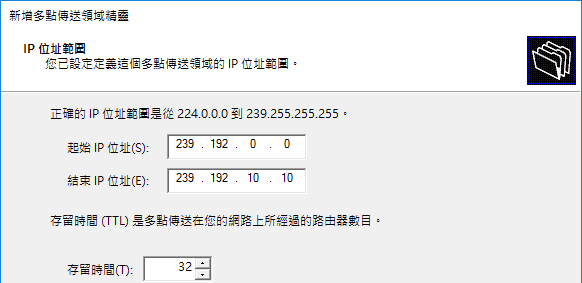 新增多點傳送領域精靈
IP 位址範圍
您已設定定義這個多點傳送領域的 IP 位址範圍。
正確的 IP 位址範圍是從 224.0.0.0 到 239.255.255.255。
起始 IP 位址(S): 239 . 192 . 0 . 0
結束 IP 位址(E): 239 . 192 . 10 . 10
存留時間 (TTL) 是多點傳送在您的網路上所經過的路由器數目。
存留時間(T): 32